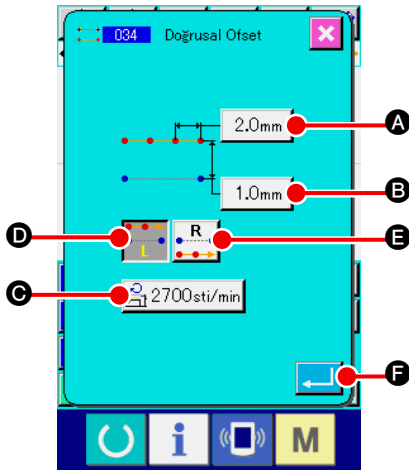 034 Doğrusal Ofset
2.0mm A
1.0mm B
D L R E
C 2700sti/min
F
i M